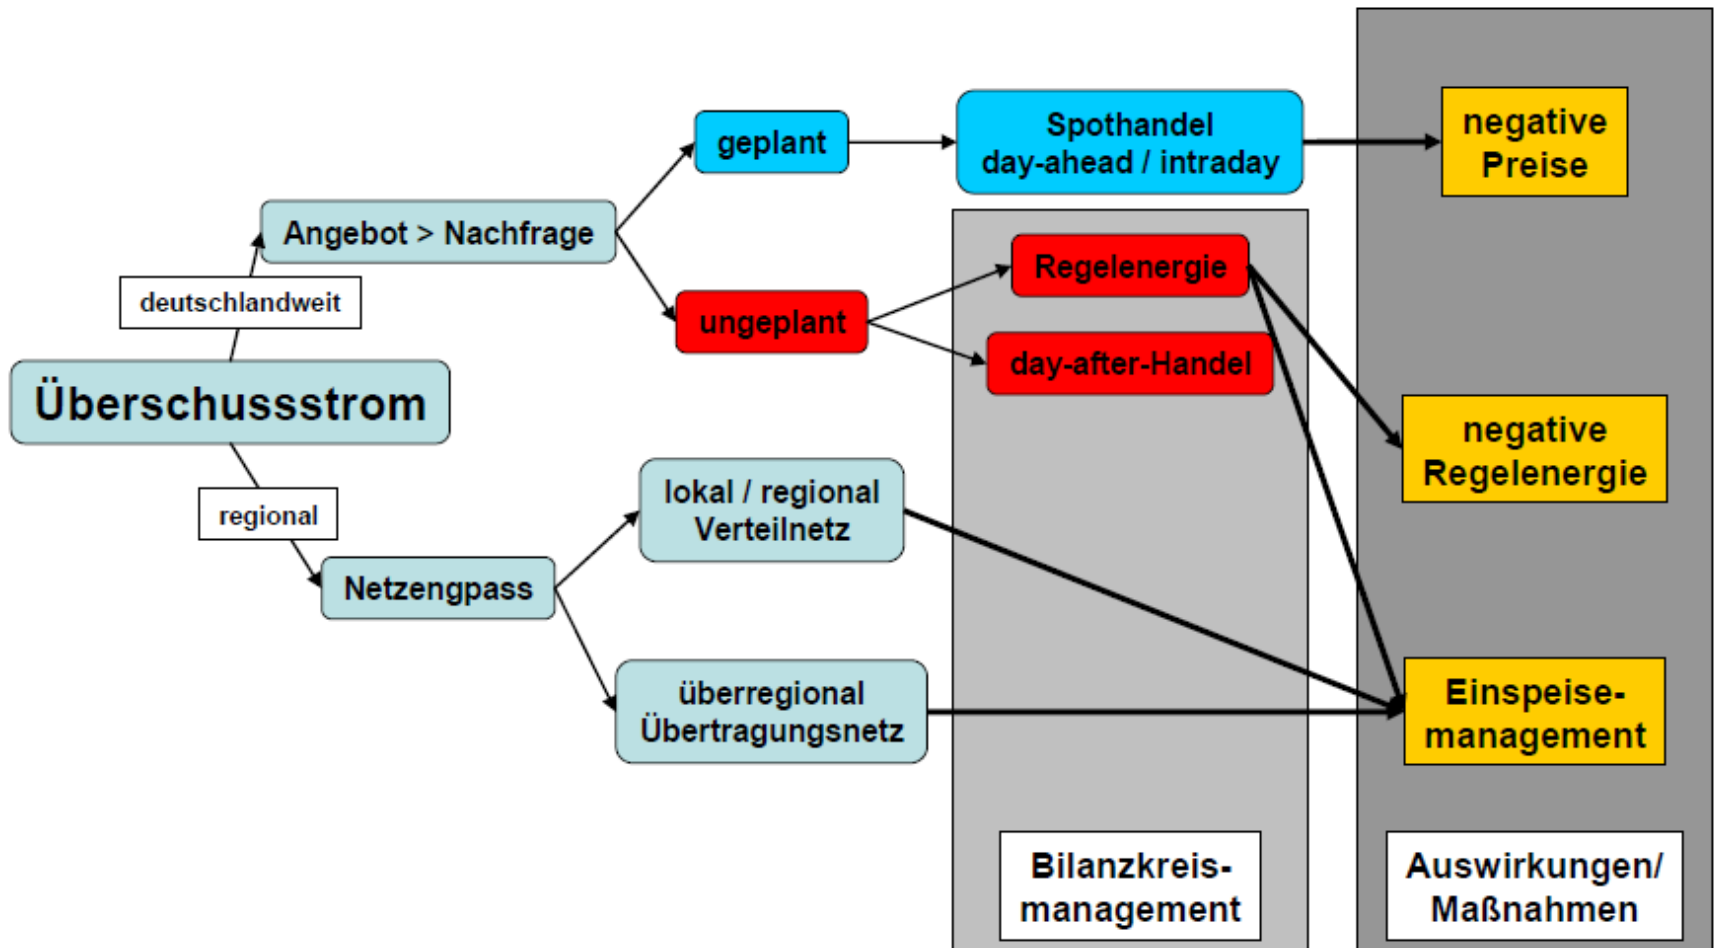 geplant
Spothandel
day-ahead / intraday
negative
Preise
Angebot > Nachfrage
deutschlandweit
ungeplant
Regelenergie
day-after-Handel
Überschussstrom
negative
Regelenergie
regional
lokal / regional
Verteilnetz
Netzengpass
überregional
Übertragungsnetz
Einspeise-
management
Bilanzkreis-
management
Auswirkungen/
Maßnahmen